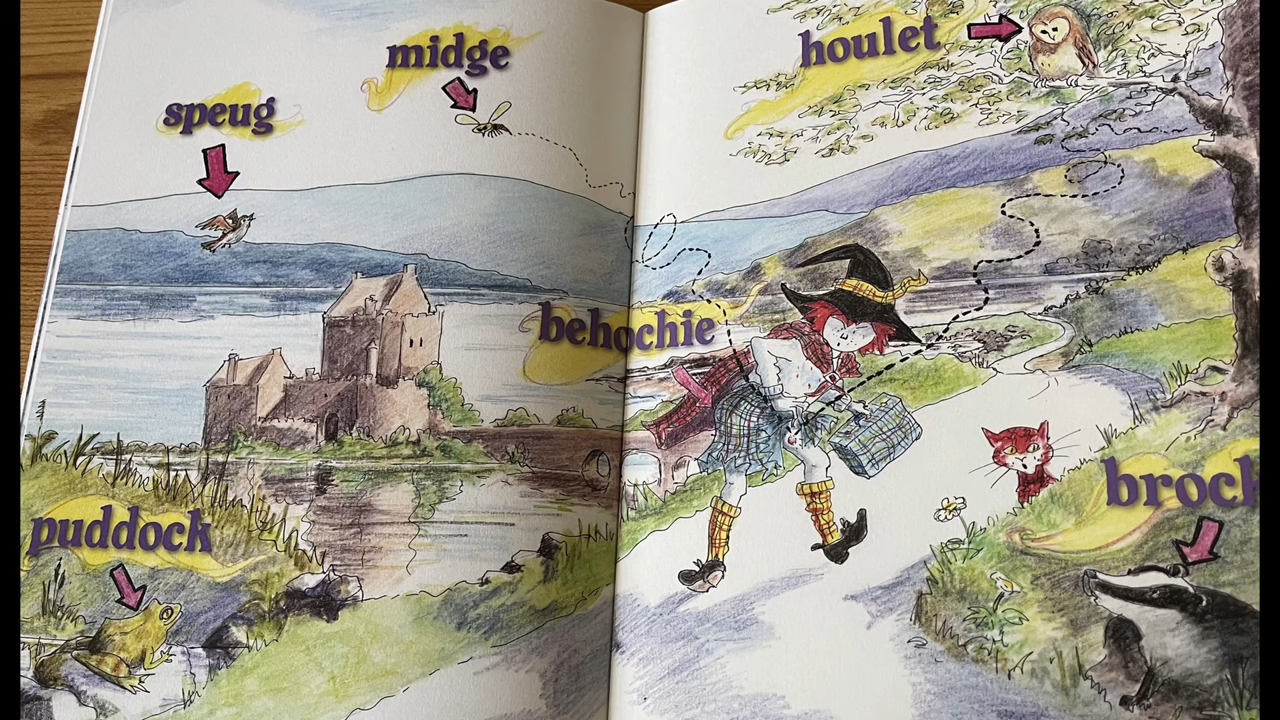 midge
speug
houlet
behochie
puddock
brock